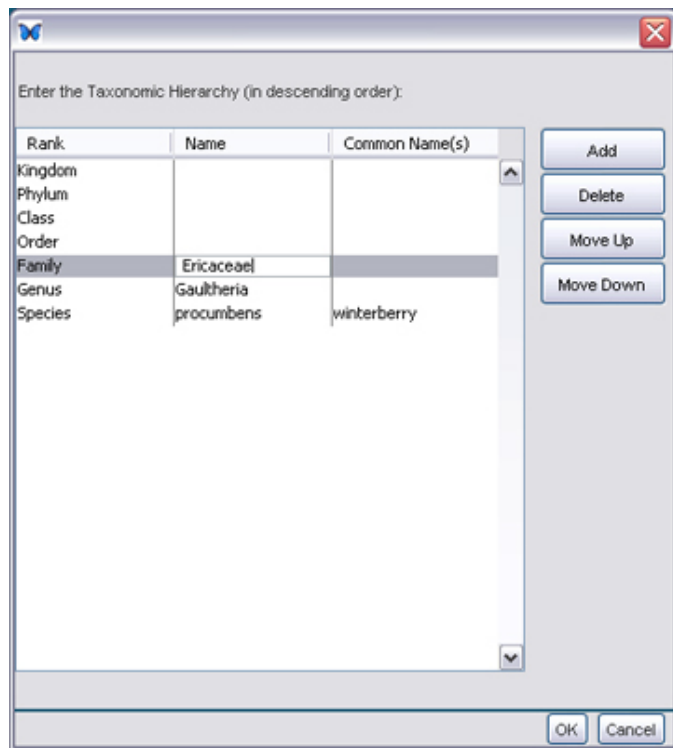 Enter the Taxonomic Hierarchy (in descending order):
Rank Name Common Name(s)
Kingdom
Phylum
Class
Order
Family Ericaceae
Genus Gaultheria
Species procumbens winterberry
Add
Delete
Move Up
Move Down
OK Cancel